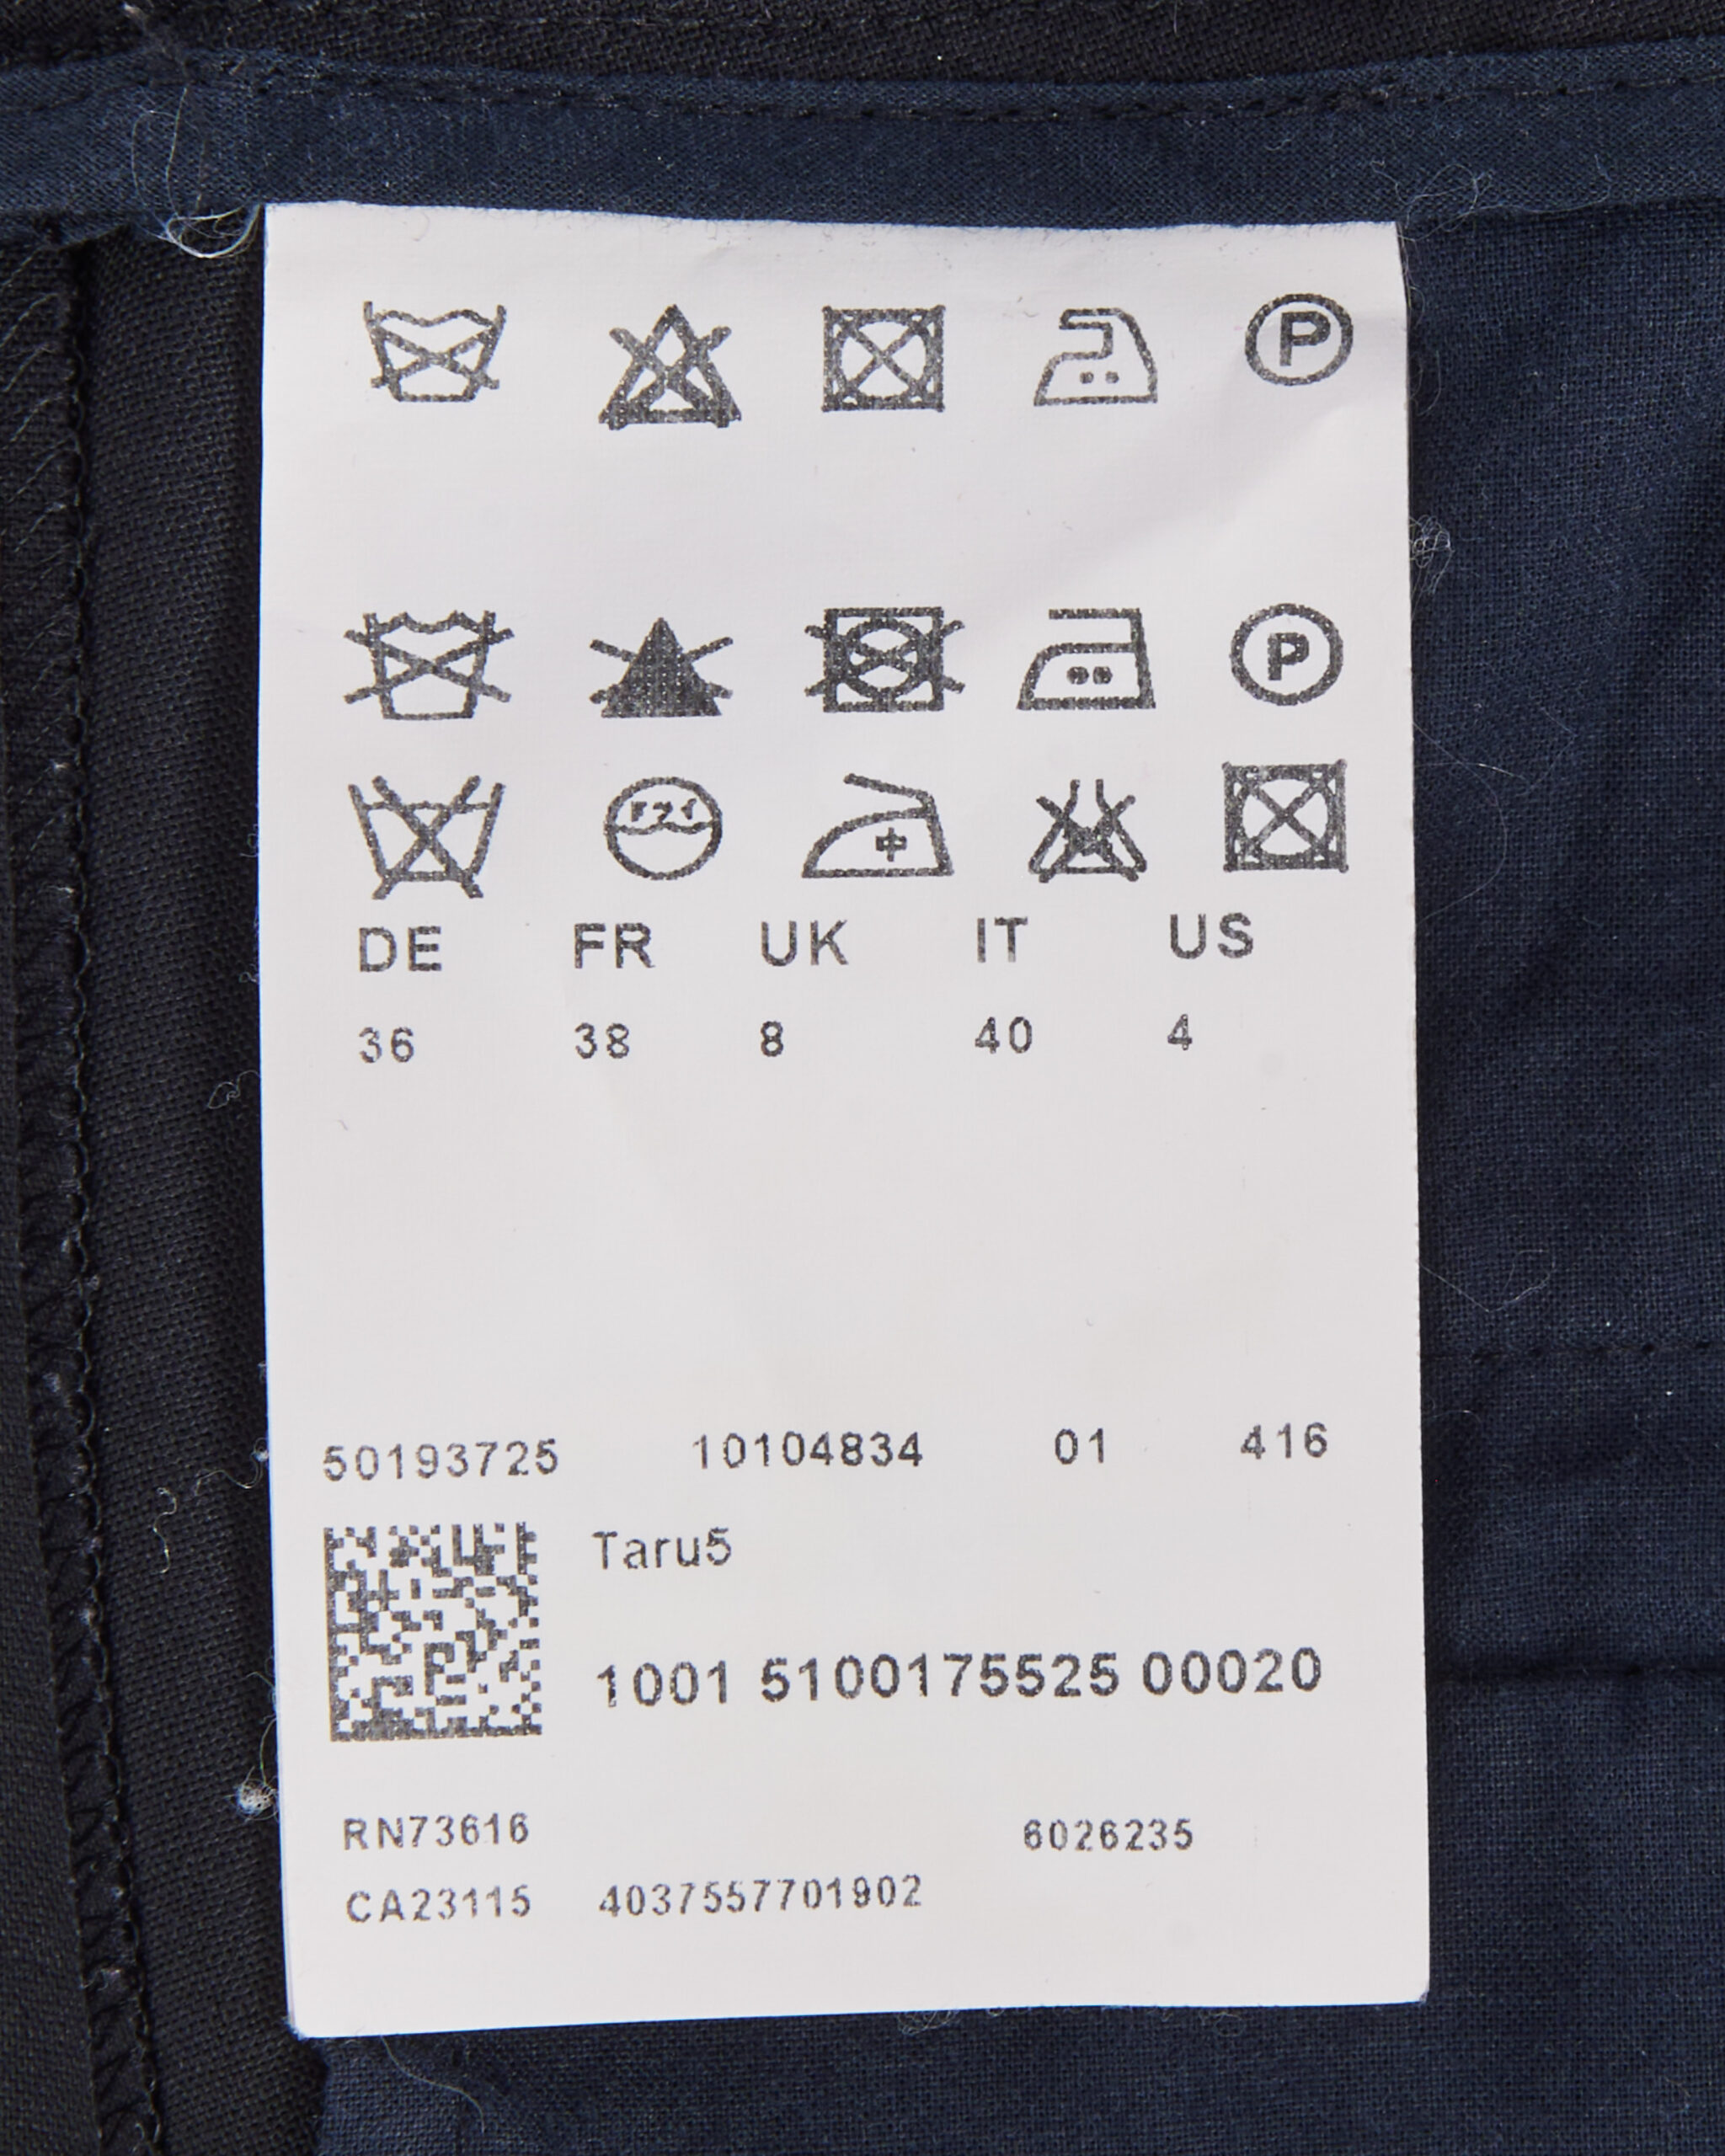 P
P
ドライ
中
DE FR UK IT US
36 38 8 40 4
50193725 10104834 01 416
Taru5
1001 5100175525 00020
RN73616 6026235
CA23115 4037557701902